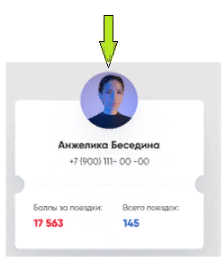 Анжелика Беседина
+7 (900) 111- 00 -00
Баллы за поездки: Всего поездок:
17 563 145